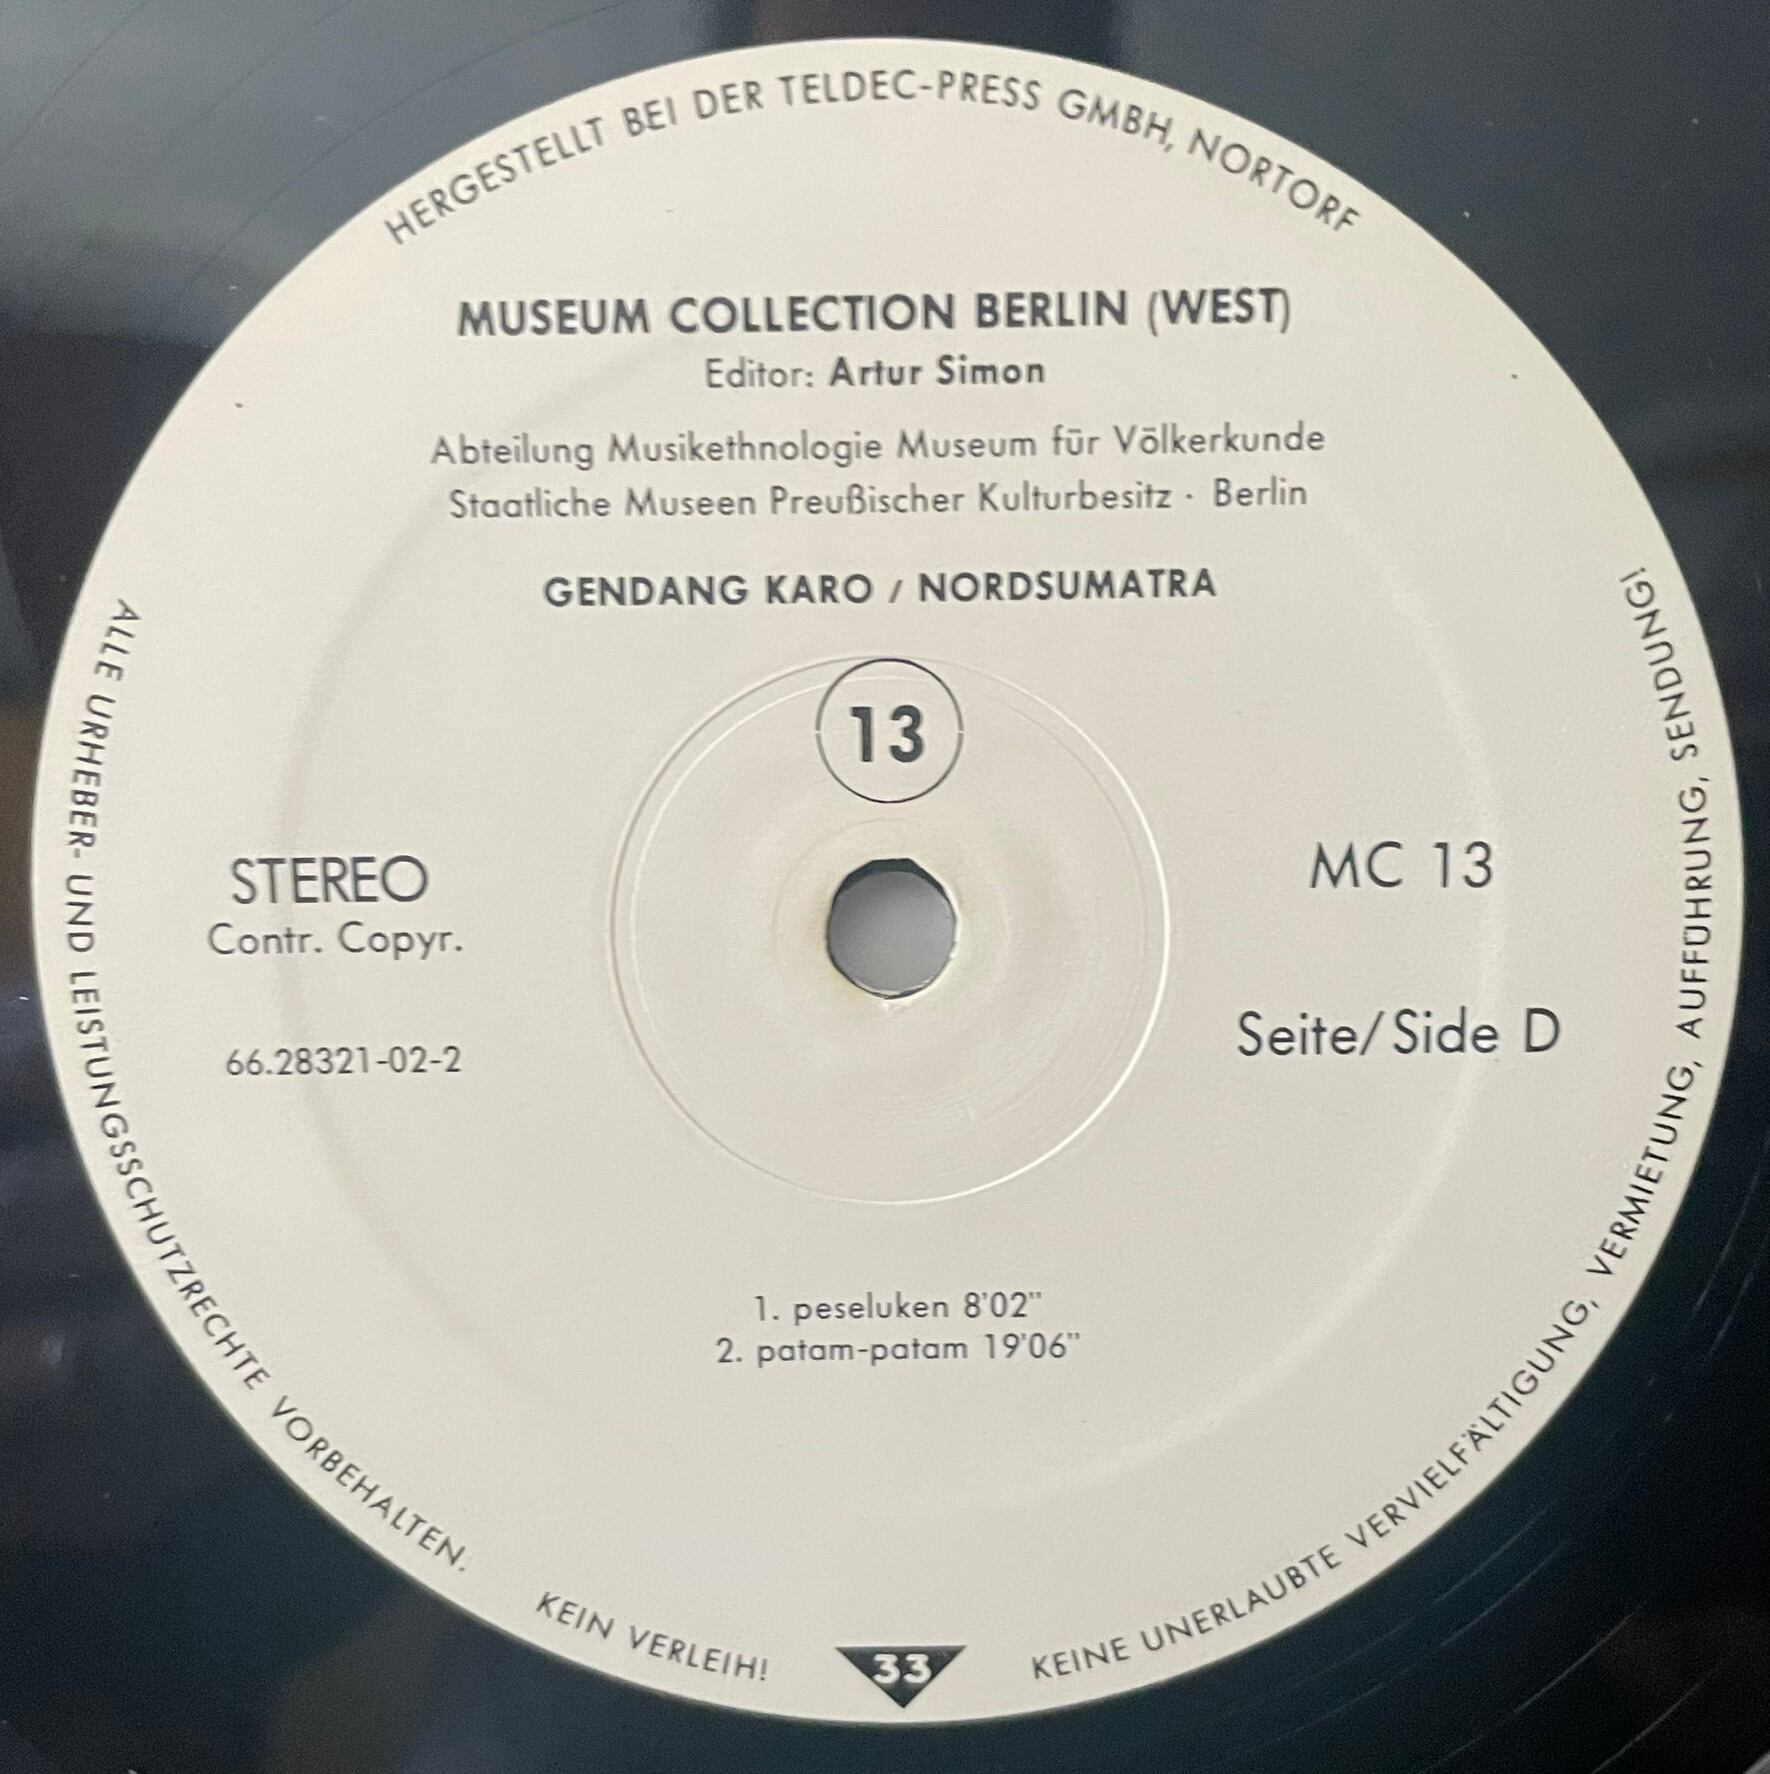 HERGESTELLT BEI DER TELDEC-PRESS GMBH, NORTORF
MUSEUM COLLECTION BERLIN (WEST)
Editor: Artur Simon
Abteilung Musikethnologie Museum für Völkerkunde
Staatliche Museen Preußischer Kulturbesitz · Berlin
GENDANG KARO / NORDSUMATRA
13
STEREO
Contr. Copyr.
66.28321-02-2
MC 13
Seite/Side D
1. peseluken 8'02"
2. patam-patam 19'06"
ALLE URHEBER- UND LEISTUNGSSCHUTZRECHTE VORBEHALTEN.
KEIN VERLEIH!
33
KEINE UNERLAUBTE VERVIELFÄLTIGUNG, VERMIETUNG, AUFFÜHRUNG, SENDUNG!